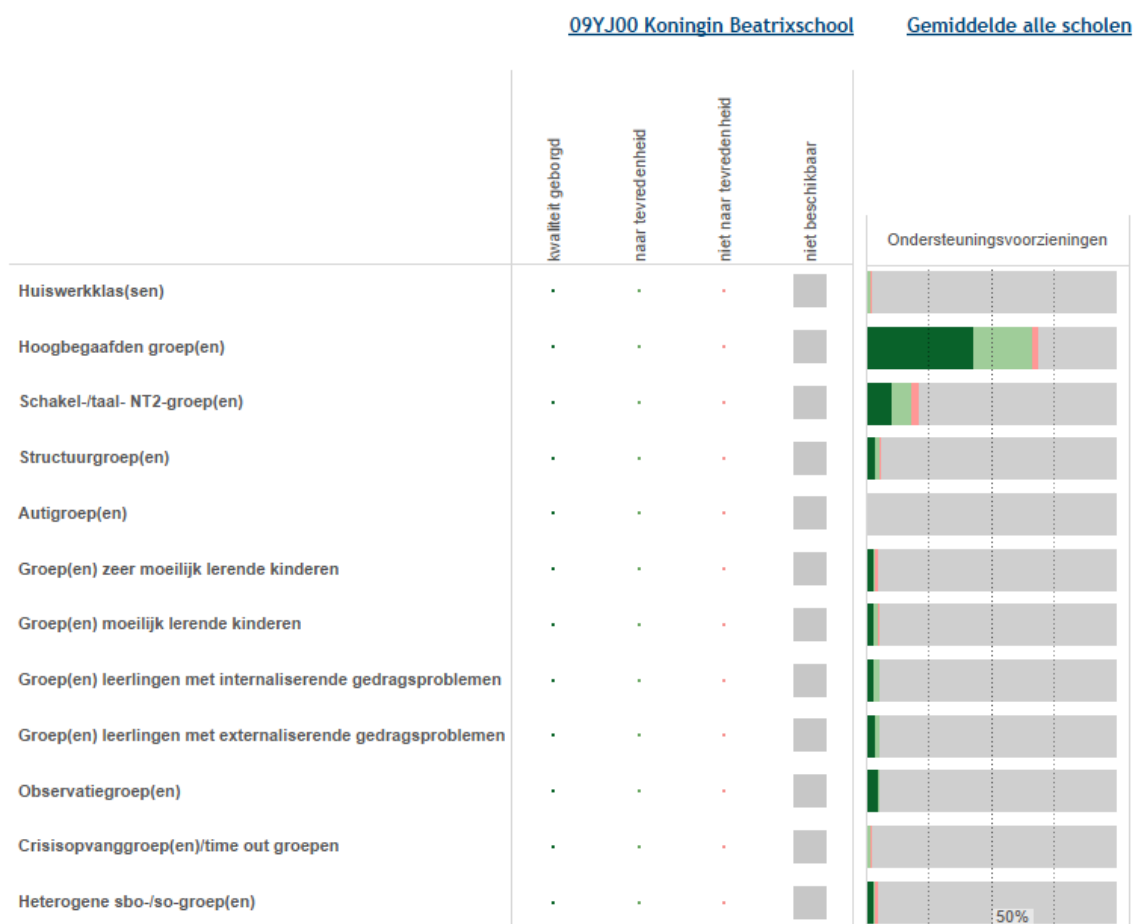 09YJ00 Koningin Beatrixschool
Gemiddelde alle scholen
kwaliteit geborgd
naar tevredenheid
niet naar tevredenheid
niet beschikbaar
Ondersteuningsvoorzieningen
Huiswerkklas(sen)
Hoogbegaafden groep(en)
Schakel-/taal- NT2-groep(en)
Structuurgroep(en)
Autigroep(en)
Groep(en) zeer moeilijk lerende kinderen
Groep(en) moeilijk lerende kinderen
Groep(en) leerlingen met internaliserende gedragsproblemen
Groep(en) leerlingen met externaliserende gedragsproblemen
Observatiegroep(en)
Crisisopvanggroep(en)/time out groepen
Heterogene sbo-/so-groep(en)
50%